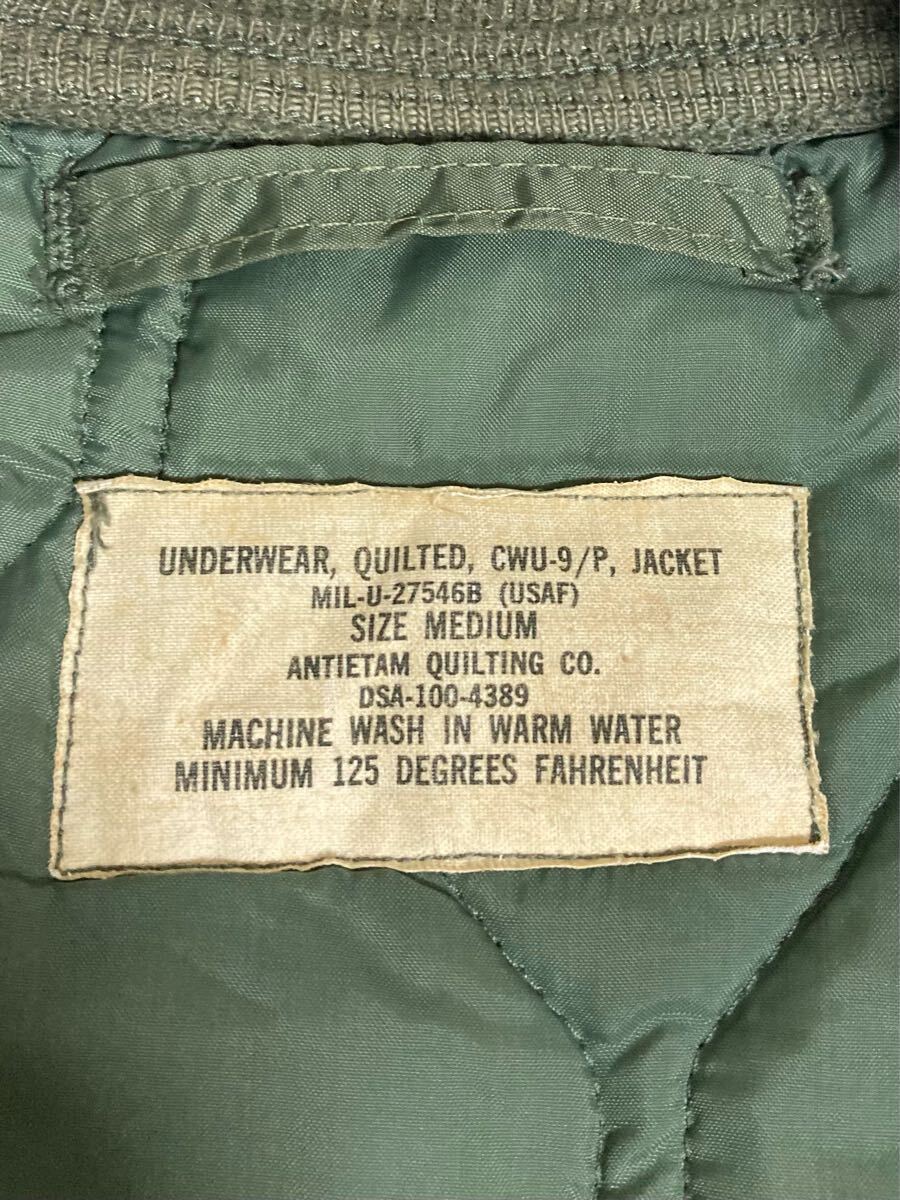 UNDERWEAR, QUILTED, CWU-9/P, JACKET
MIL-U-27546B (USAF)
SIZE MEDIUM
ANTIETAM QUILTING CO.
DSA-100-4389
MACHINE WASH IN WARM WATER
MINIMUM 125 DEGREES FAHRENHEIT